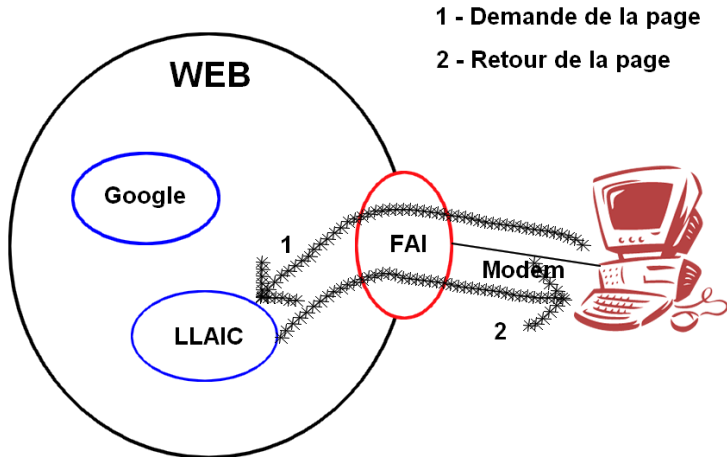 1 - Demande de la page
2 - Retour de la page
WEB
Google
1
FAI
Modem
LLAIC
2